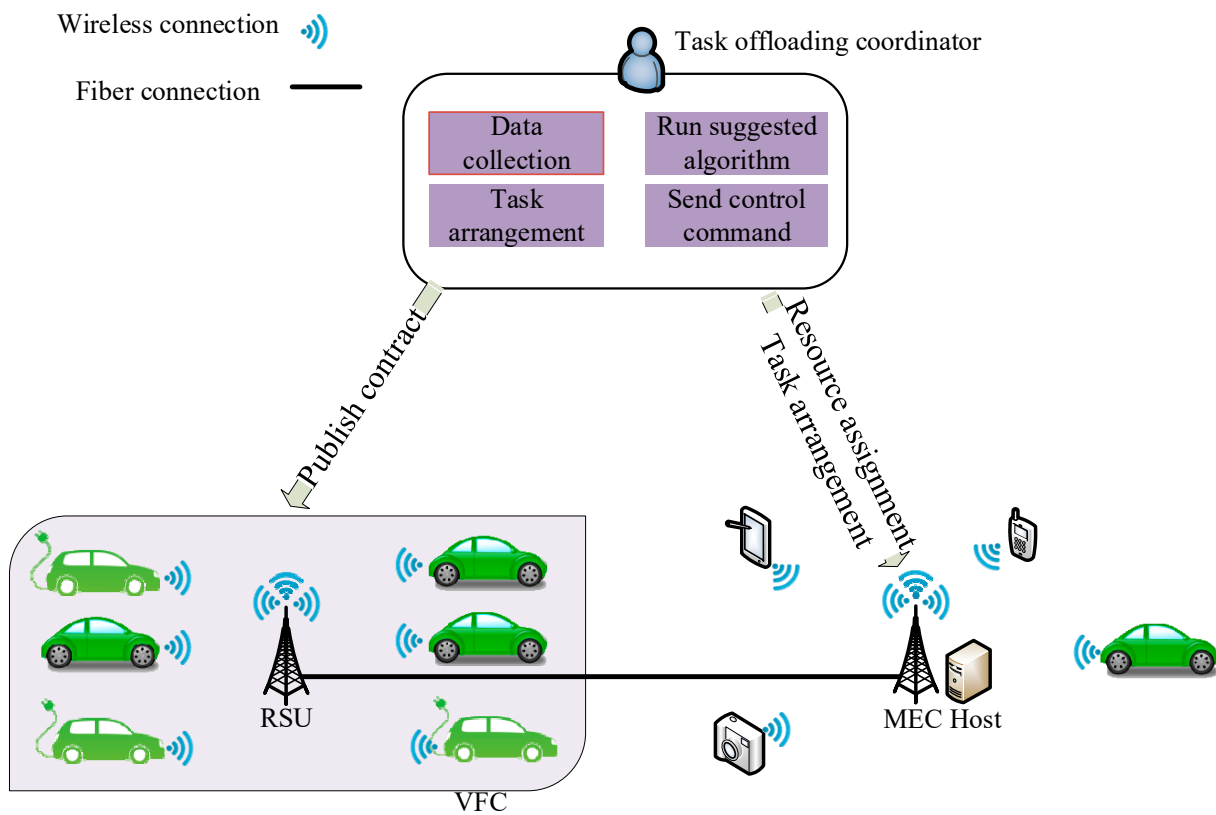 Wireless connection
Task offloading coordinator
Fiber connection
Data
collection
Run suggested
algorithm
Task
arrangement
Send control
command
Publish contract
Resource assignment
Task arrangement
RSU
MEC Host
VFC